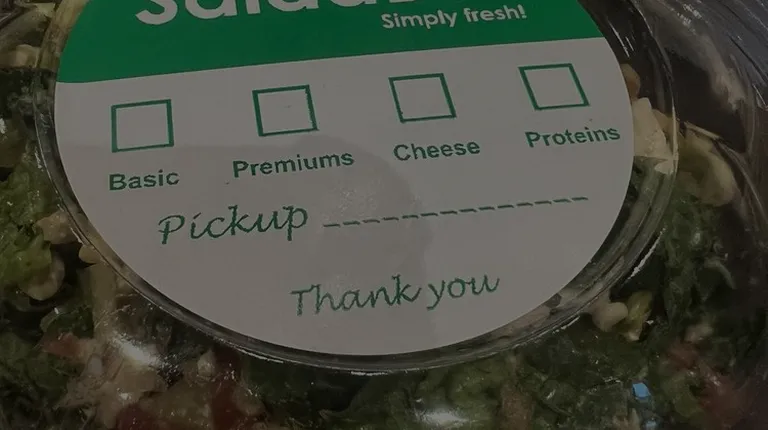 Simply fresh!
Basic Premiums Cheese Proteins
Pickup
Thank you